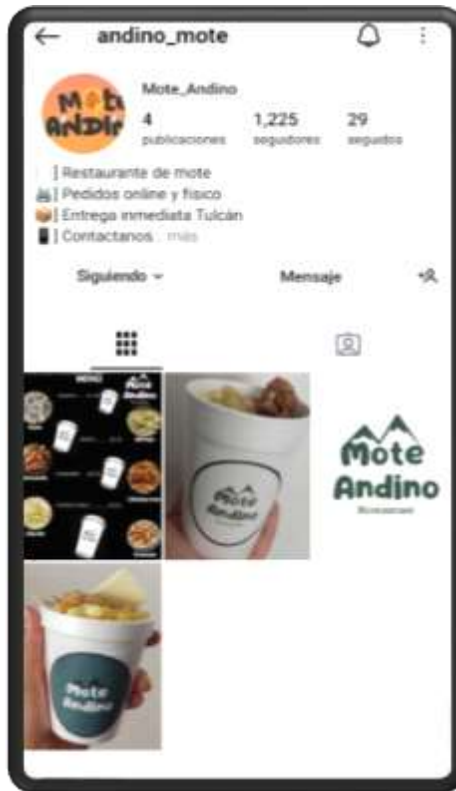 andino_mote
Mote_Andino
4 1,225 29
publicaciones seguidores seguidos
| Restaurante de mote
| Pedidos online y físico
| Entrega inmediata Tulcán
| Contactanos... más
Siguiendo Mensaje
MENÚ
Mote Andino
Mote
Andino
Mote
Andino
Mote
Andino